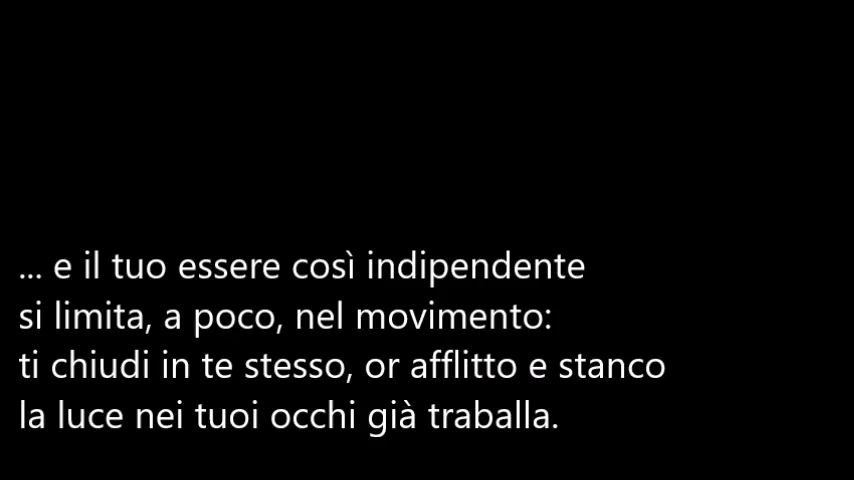 ... e il tuo essere così indipendente
si limita, a poco, nel movimento:
ti chiudi in te stesso, or afflitto e stanco
la luce nei tuoi occhi già traballa.